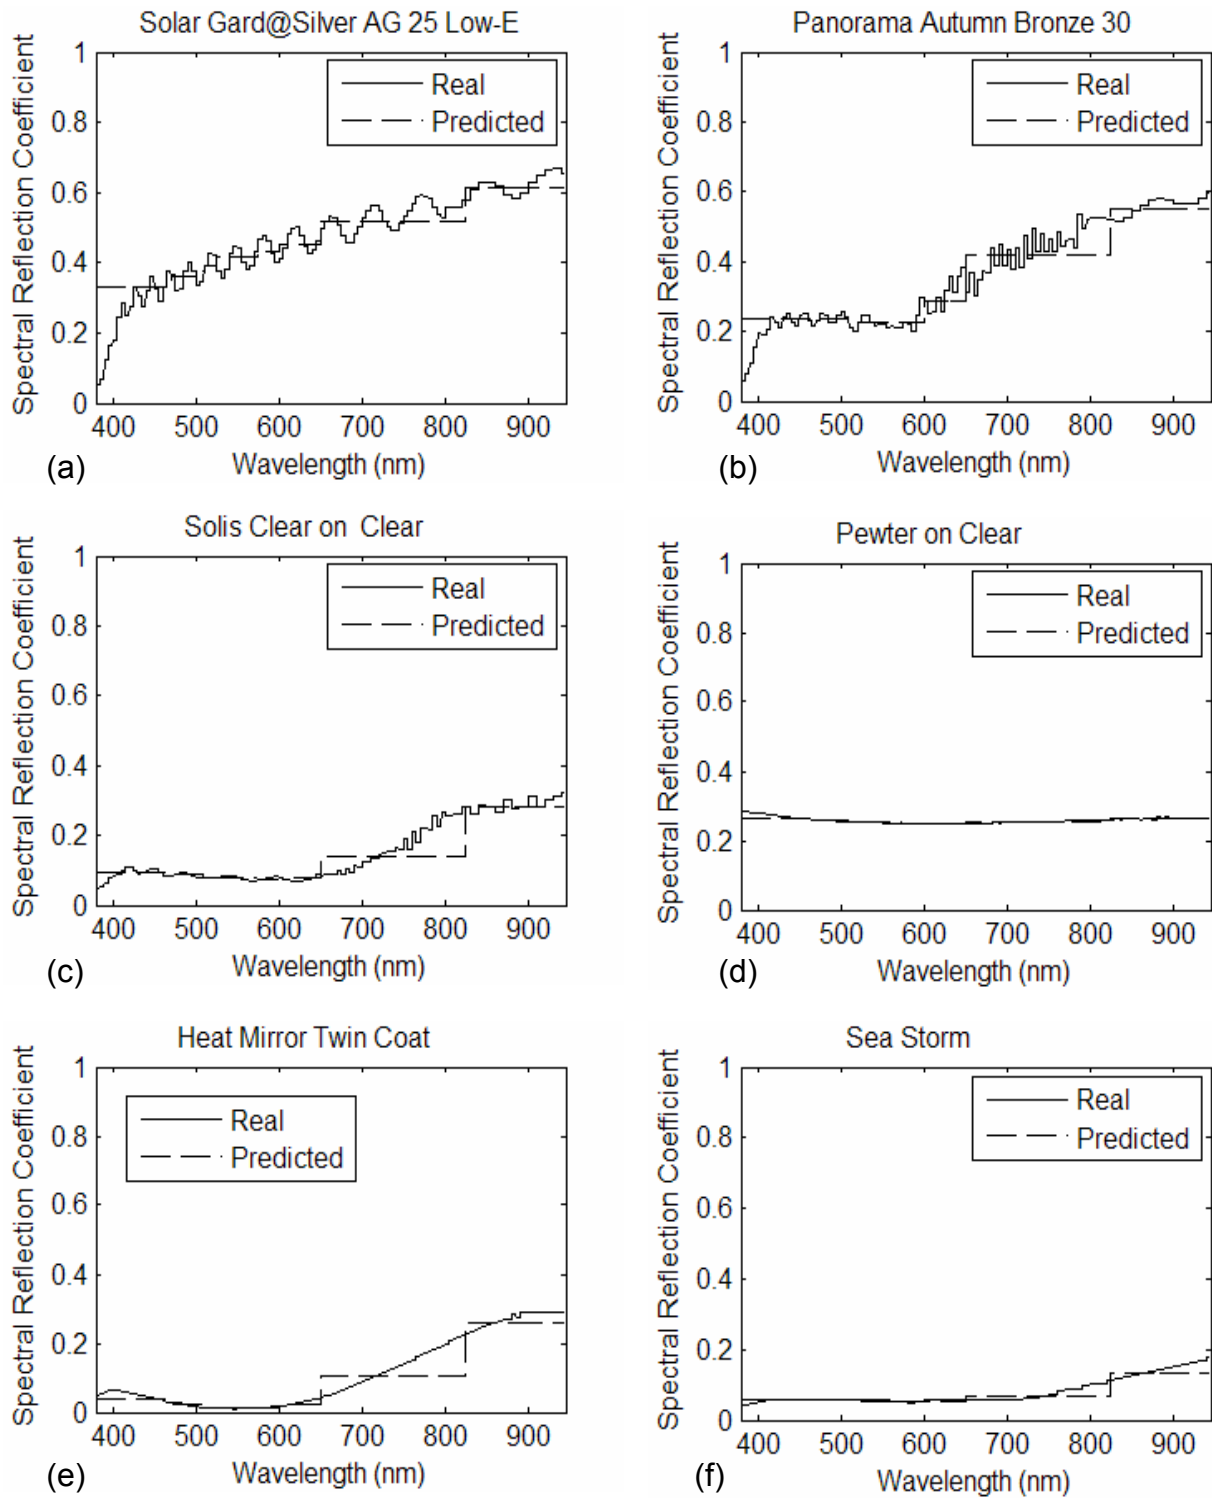 Solar Gard@Silver AG 25 Low-E
Spectral Reflection Coefficient
1
0.8
0.6
0.4
0.2
0
Real
Predicted
400 500 600 700 800 900
Wavelength (nm)
(a)
Panorama Autumn Bronze 30
Spectral Reflection Coefficient
1
0.8
0.6
0.4
0.2
0
Real
Predicted
400 500 600 700 800 900
Wavelength (nm)
(b)
Solis Clear on Clear
Spectral Reflection Coefficient
1
0.8
0.6
0.4
0.2
0
Real
Predicted
400 500 600 700 800 900
Wavelength (nm)
(c)
Pewter on Clear
Spectral Reflection Coefficient
1
0.8
0.6
0.4
0.2
0
Real
Predicted
400 500 600 700 800 900
Wavelength (nm)
(d)
Heat Mirror Twin Coat
Spectral Reflection Coefficient
1
0.8
0.6
0.4
0.2
0
Real
Predicted
400 500 600 700 800 900
Wavelength (nm)
(e)
Sea Storm
Spectral Reflection Coefficient
1
0.8
0.6
0.4
0.2
0
Real
Predicted
400 500 600 700 800 900
Wavelength (nm)
(f)